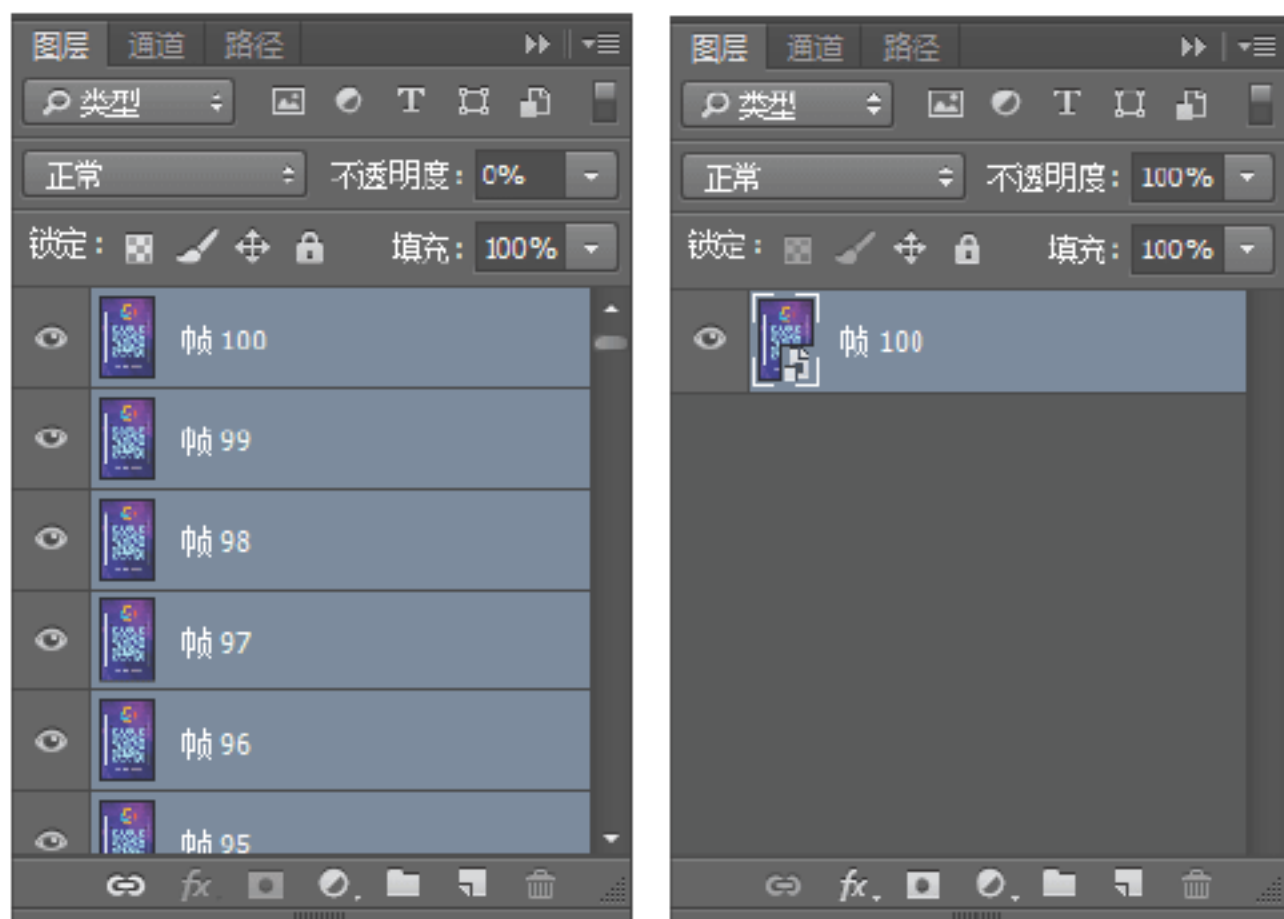 图层 通道 路径
类型
正常 不透明度： 0%
锁定： 填充： 100%
帧 100
帧 99
帧 98
帧 97
帧 96
帧 95
fx
图层 通道 路径
类型
正常 不透明度： 100%
锁定： 填充： 100%
帧 100
fx